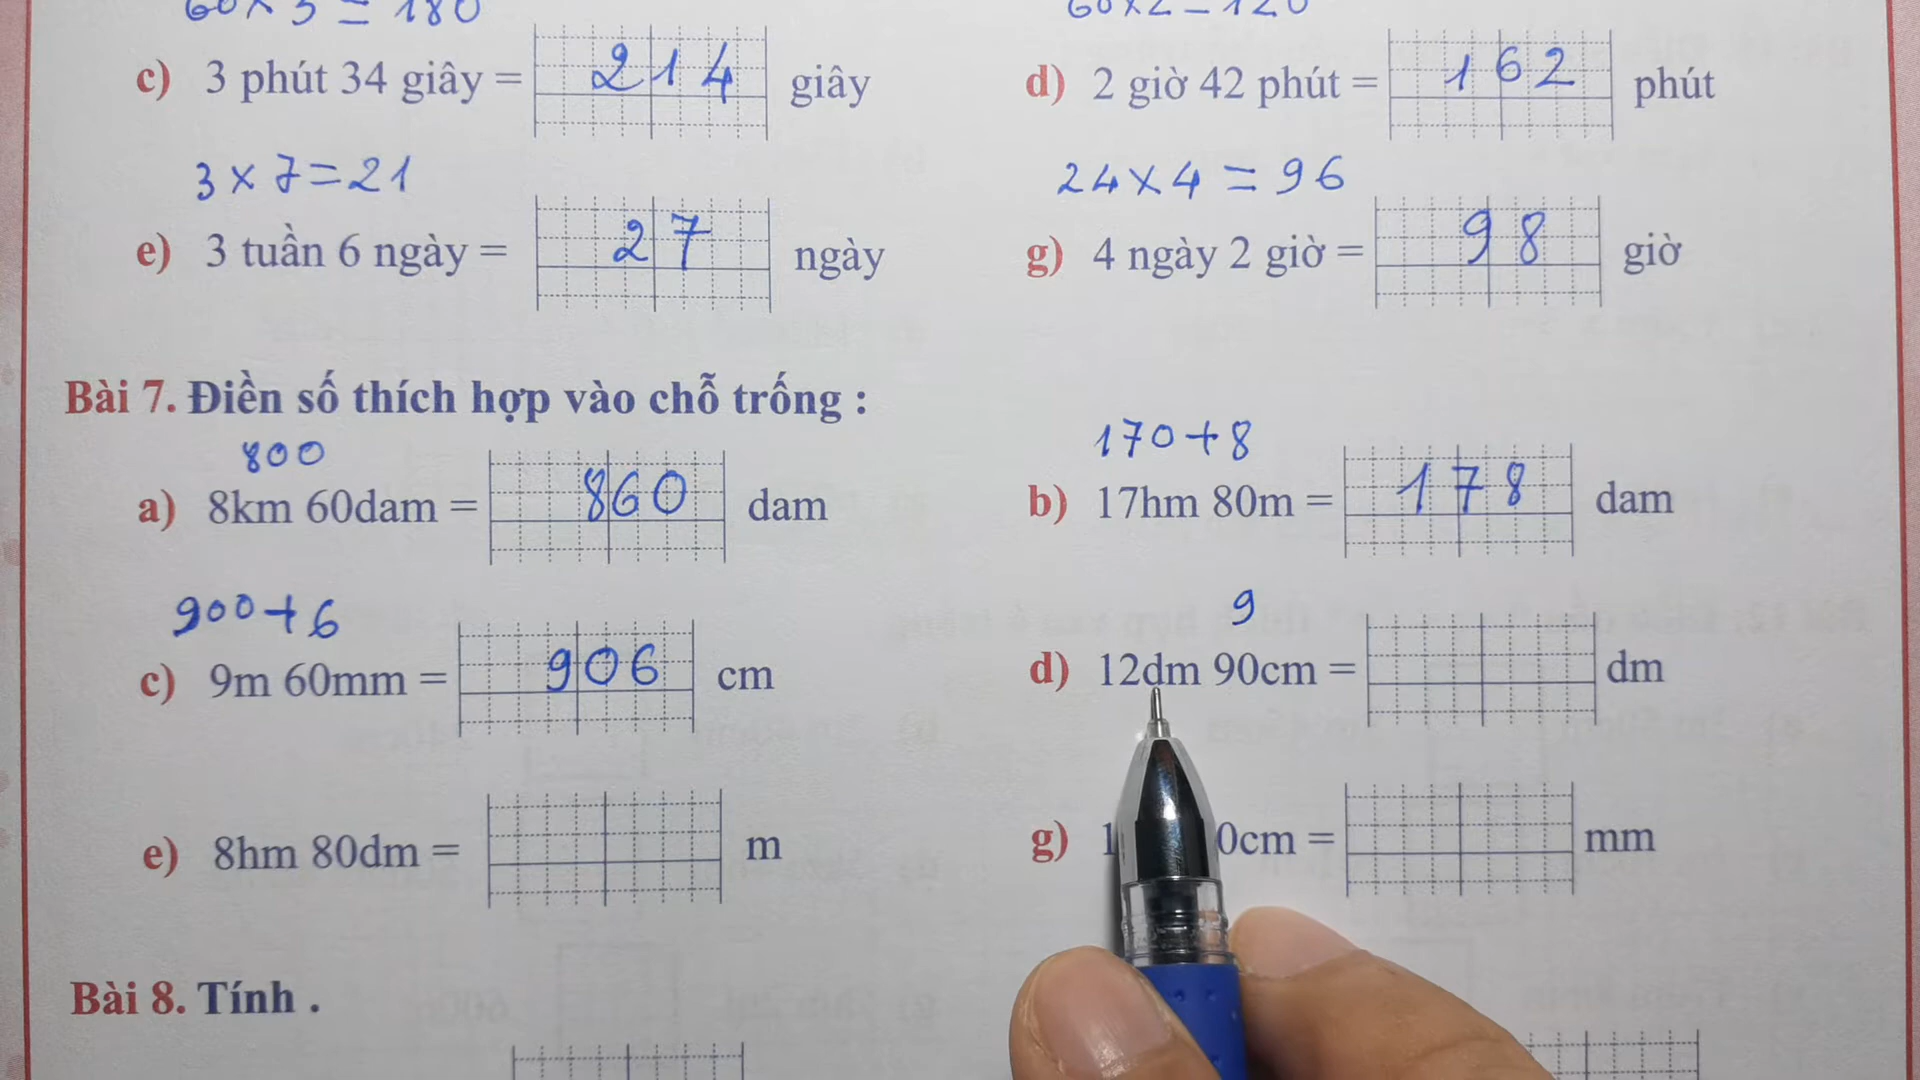 60 × 3 = 180
60 × 2 = 120
c) 3 phút 34 giây = 214 giây
d) 2 giờ 42 phút = 162 phút
3 × 7 = 21
24 × 4 = 96
e) 3 tuần 6 ngày = 27 ngày
g) 4 ngày 2 giờ = 98 giờ
Bài 7. Điền số thích hợp vào chỗ trống :
800
170 + 8
a) 8km 60dam = 860 dam
b) 17hm 80m = 178 dam
900 + 6
9
c) 9m 60mm = 906 cm
d) 12dm 90cm = dm
e) 8hm 80dm = m
g) 1 0cm = mm
Bài 8. Tính .